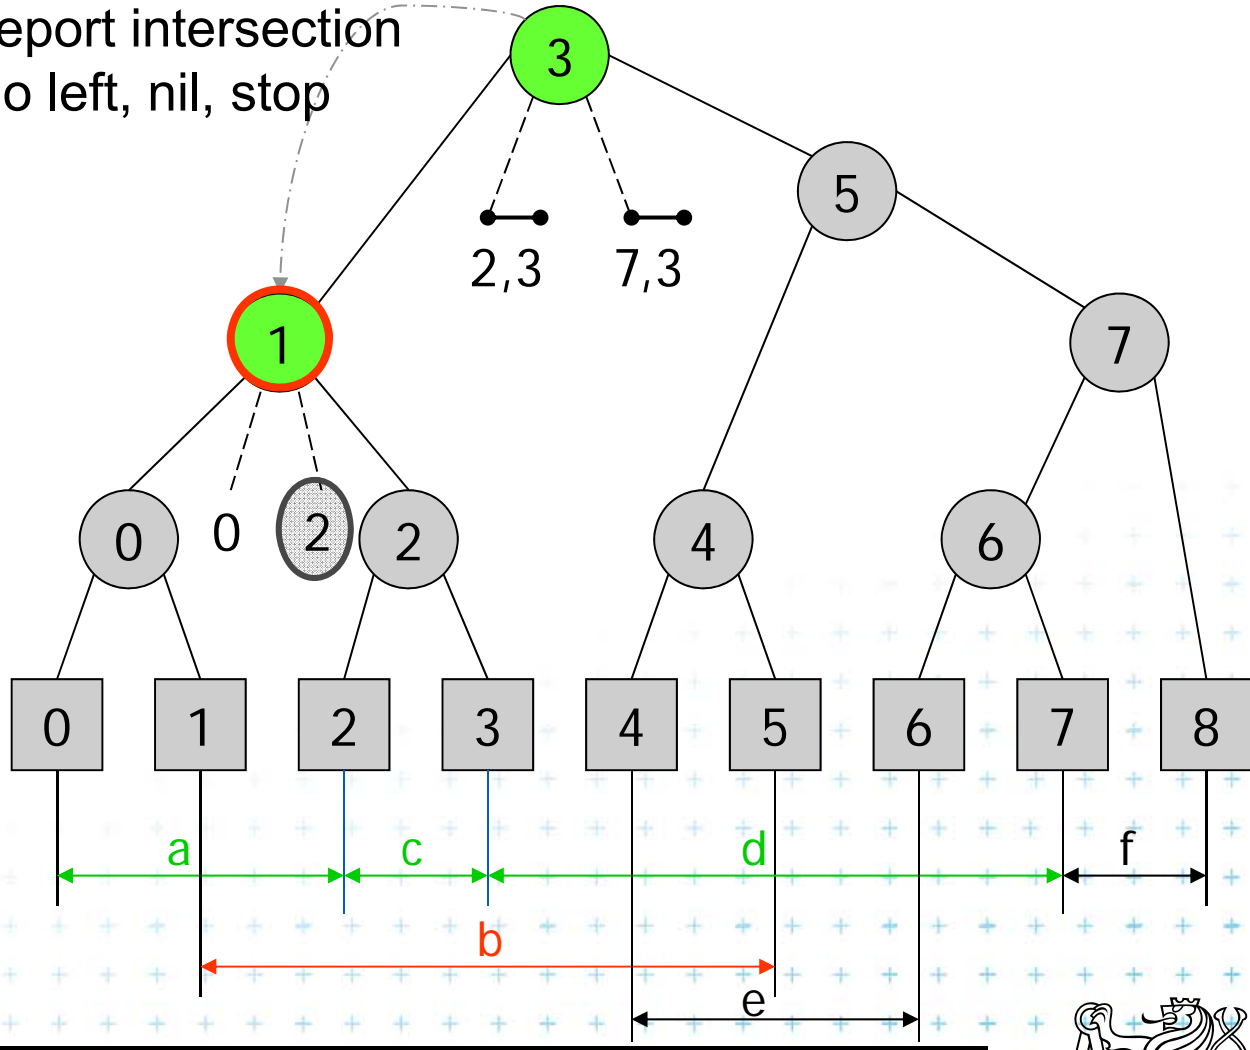 eport intersection
o left, nil, stop
3
5
2,3 7,3
1 7
0 0 2 2 4 6
0 1 2 3 4 5 6 7 8
a c d f
b
e